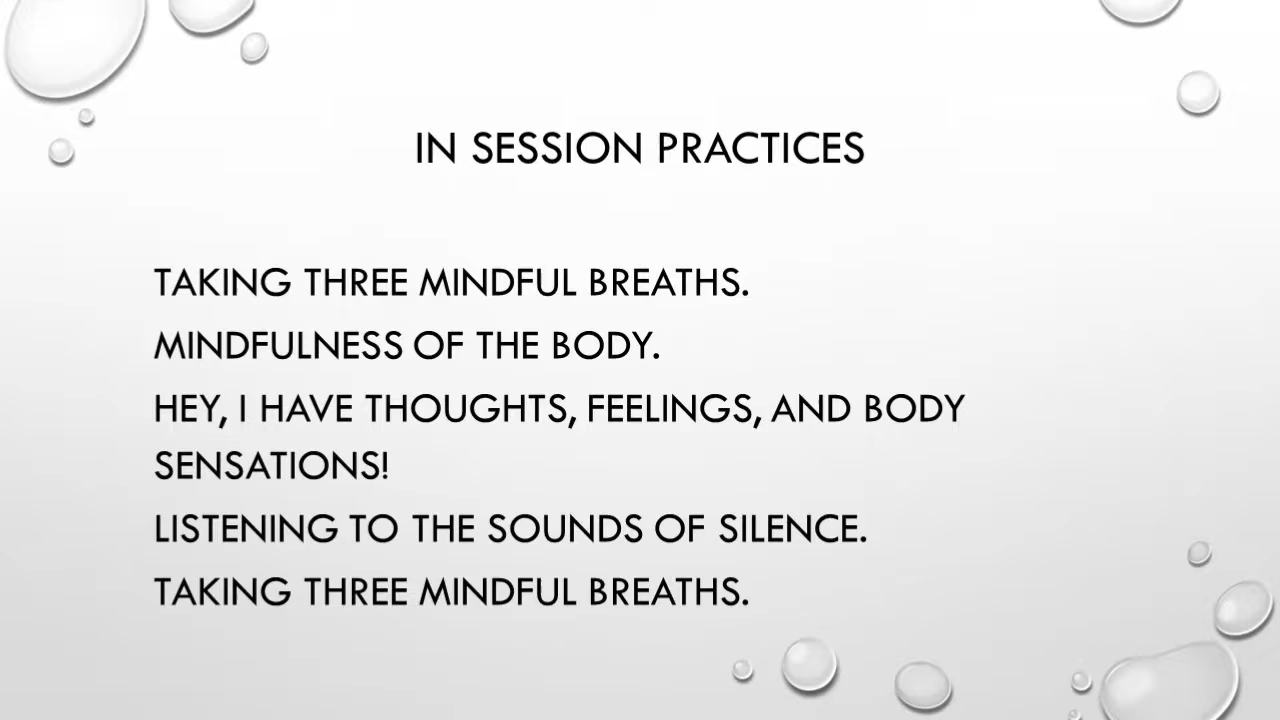 IN SESSION PRACTICES
TAKING THREE MINDFUL BREATHS.
MINDFULNESS OF THE BODY.
HEY, I HAVE THOUGHTS, FEELINGS, AND BODY
SENSATIONS!
LISTENING TO THE SOUNDS OF SILENCE.
TAKING THREE MINDFUL BREATHS.